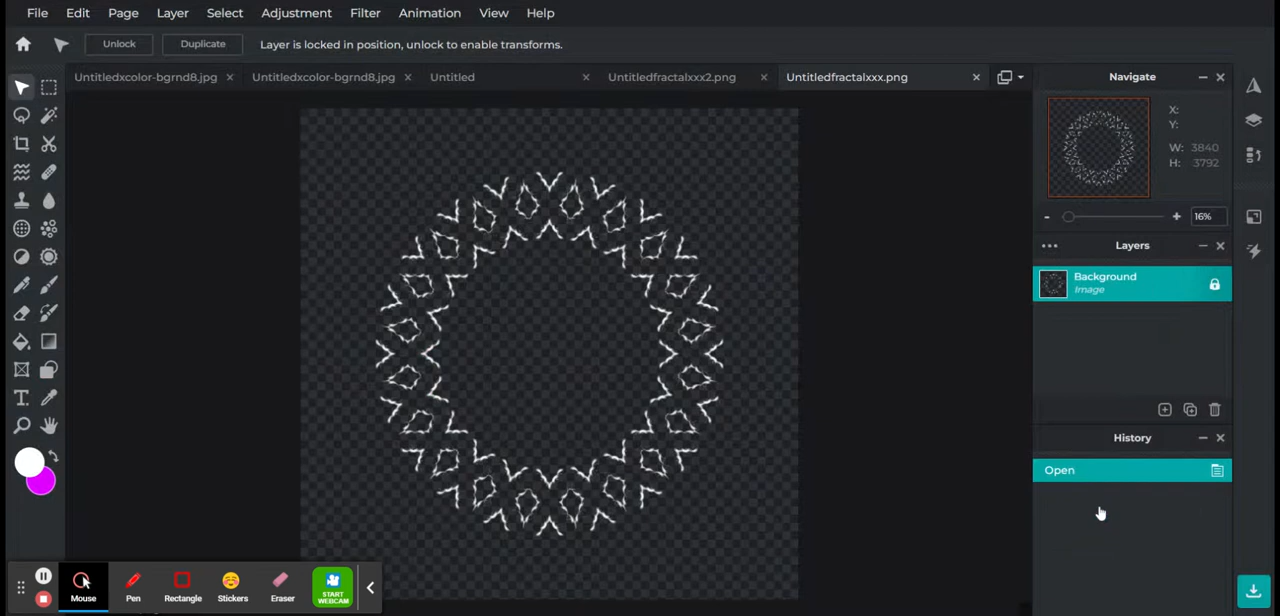 File Edit Page Layer Select Adjustment Filter Animation View Help
Unlock Duplicate Layer is locked in position, unlock to enable transforms.
Untitledxcolor-bgrnd8.jpg Untitledxcolor-bgrnd8.jpg Untitled Untitledfractalxxx2.png Untitledfractalxxx.png
Navigate
X:
Y:
W: 3840
H: 3792
16%
Layers
Background
Image
History
Open
Mouse Pen Rectangle Stickers Eraser
START
WEBCAM